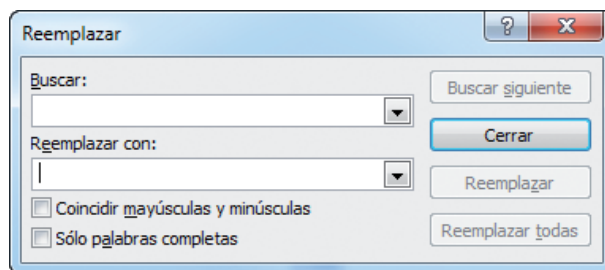 Reemplazar
Buscar:
Buscar siguiente
Cerrar
Reemplazar con:
Reemplazar
Coincidir mayúsculas y minúsculas
Sólo palabras completas
Reemplazar todas